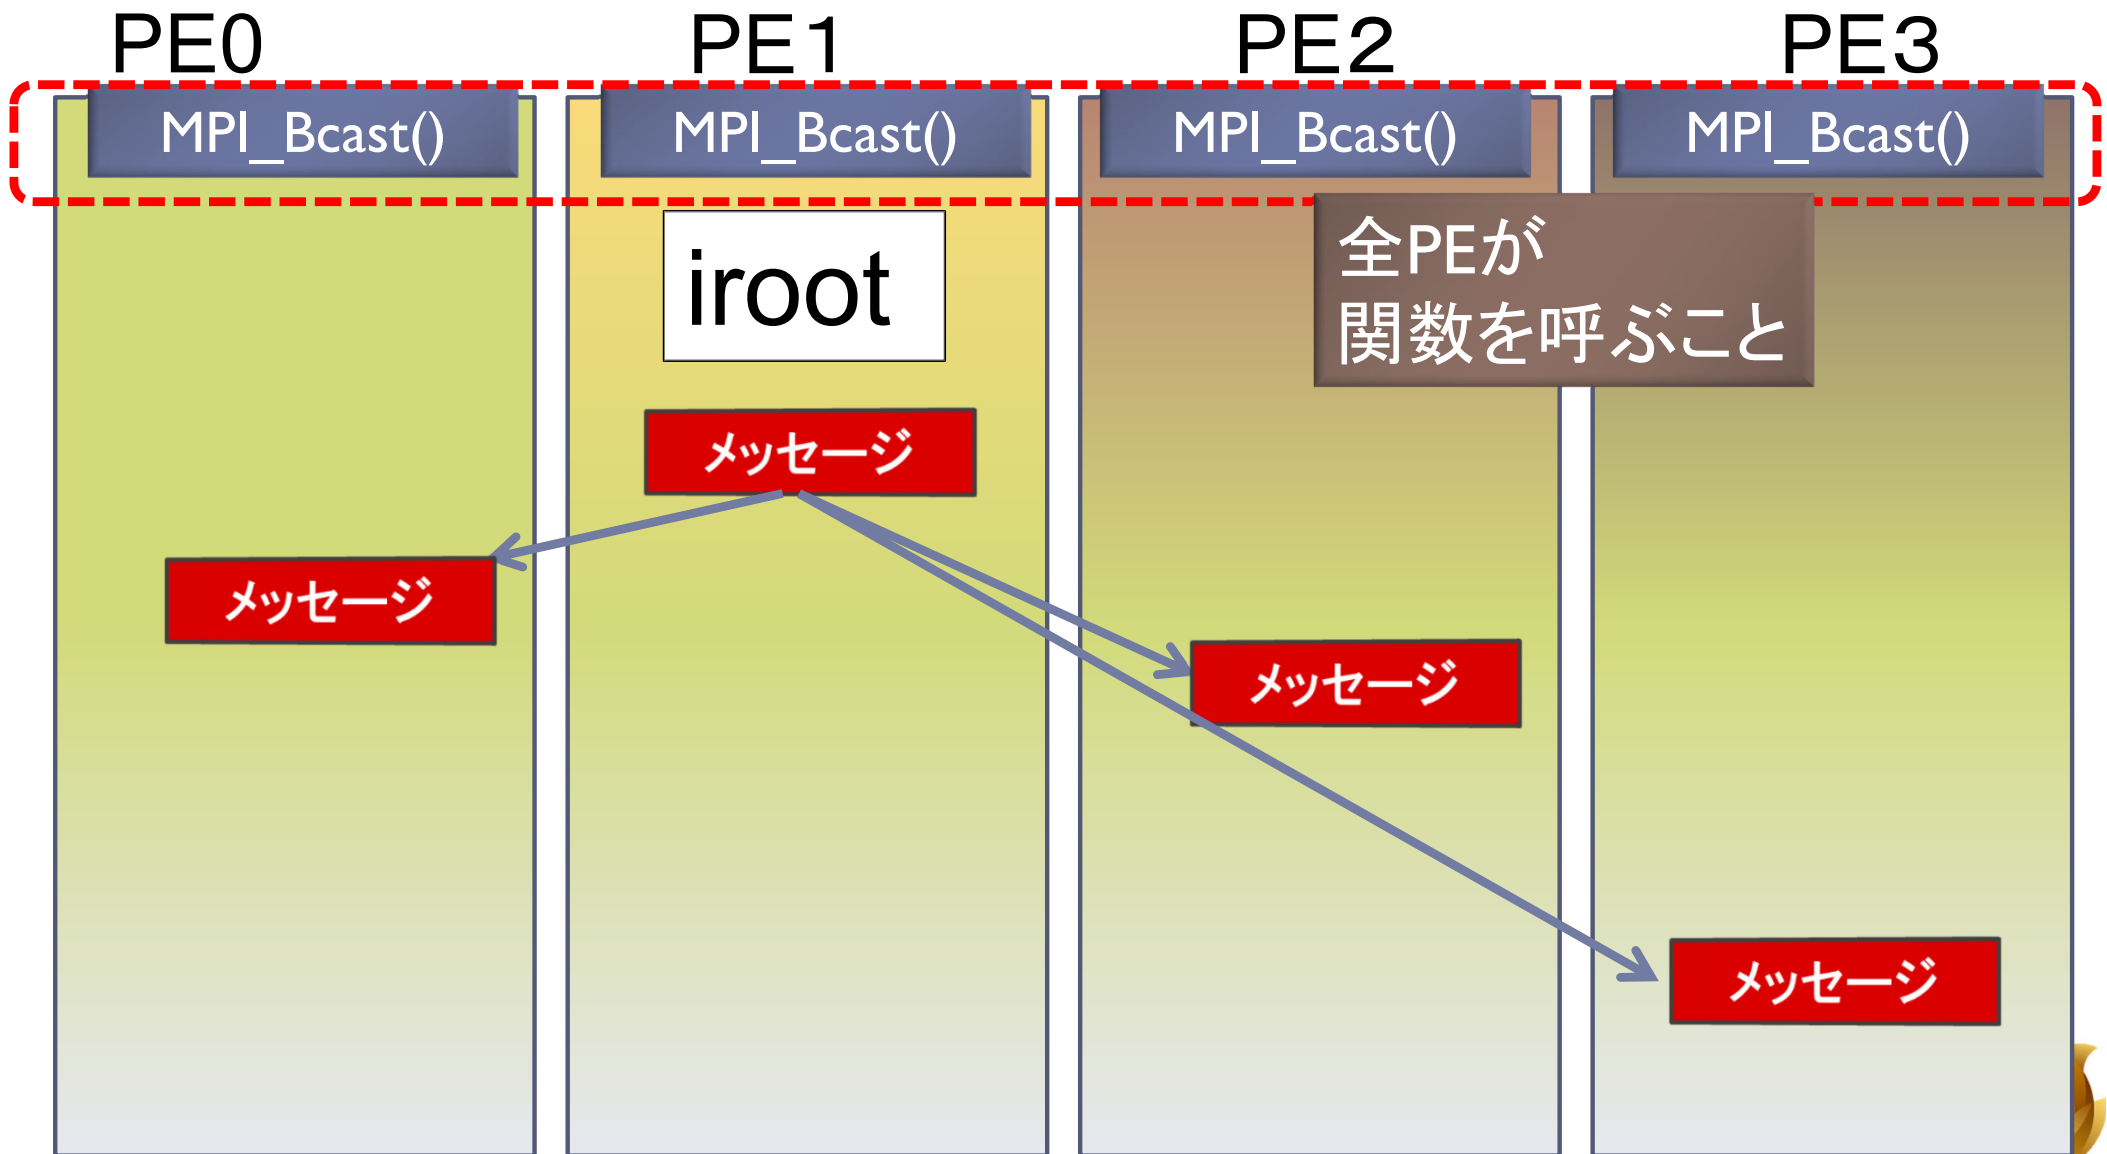 PE0 PE1 PE2 PE3
MPI_Bcast() MPI_Bcast() MPI_Bcast() MPI_Bcast()
iroot
全PEが
関数を呼ぶこと
メッセージ
メッセージ
メッセージ
メッセージ